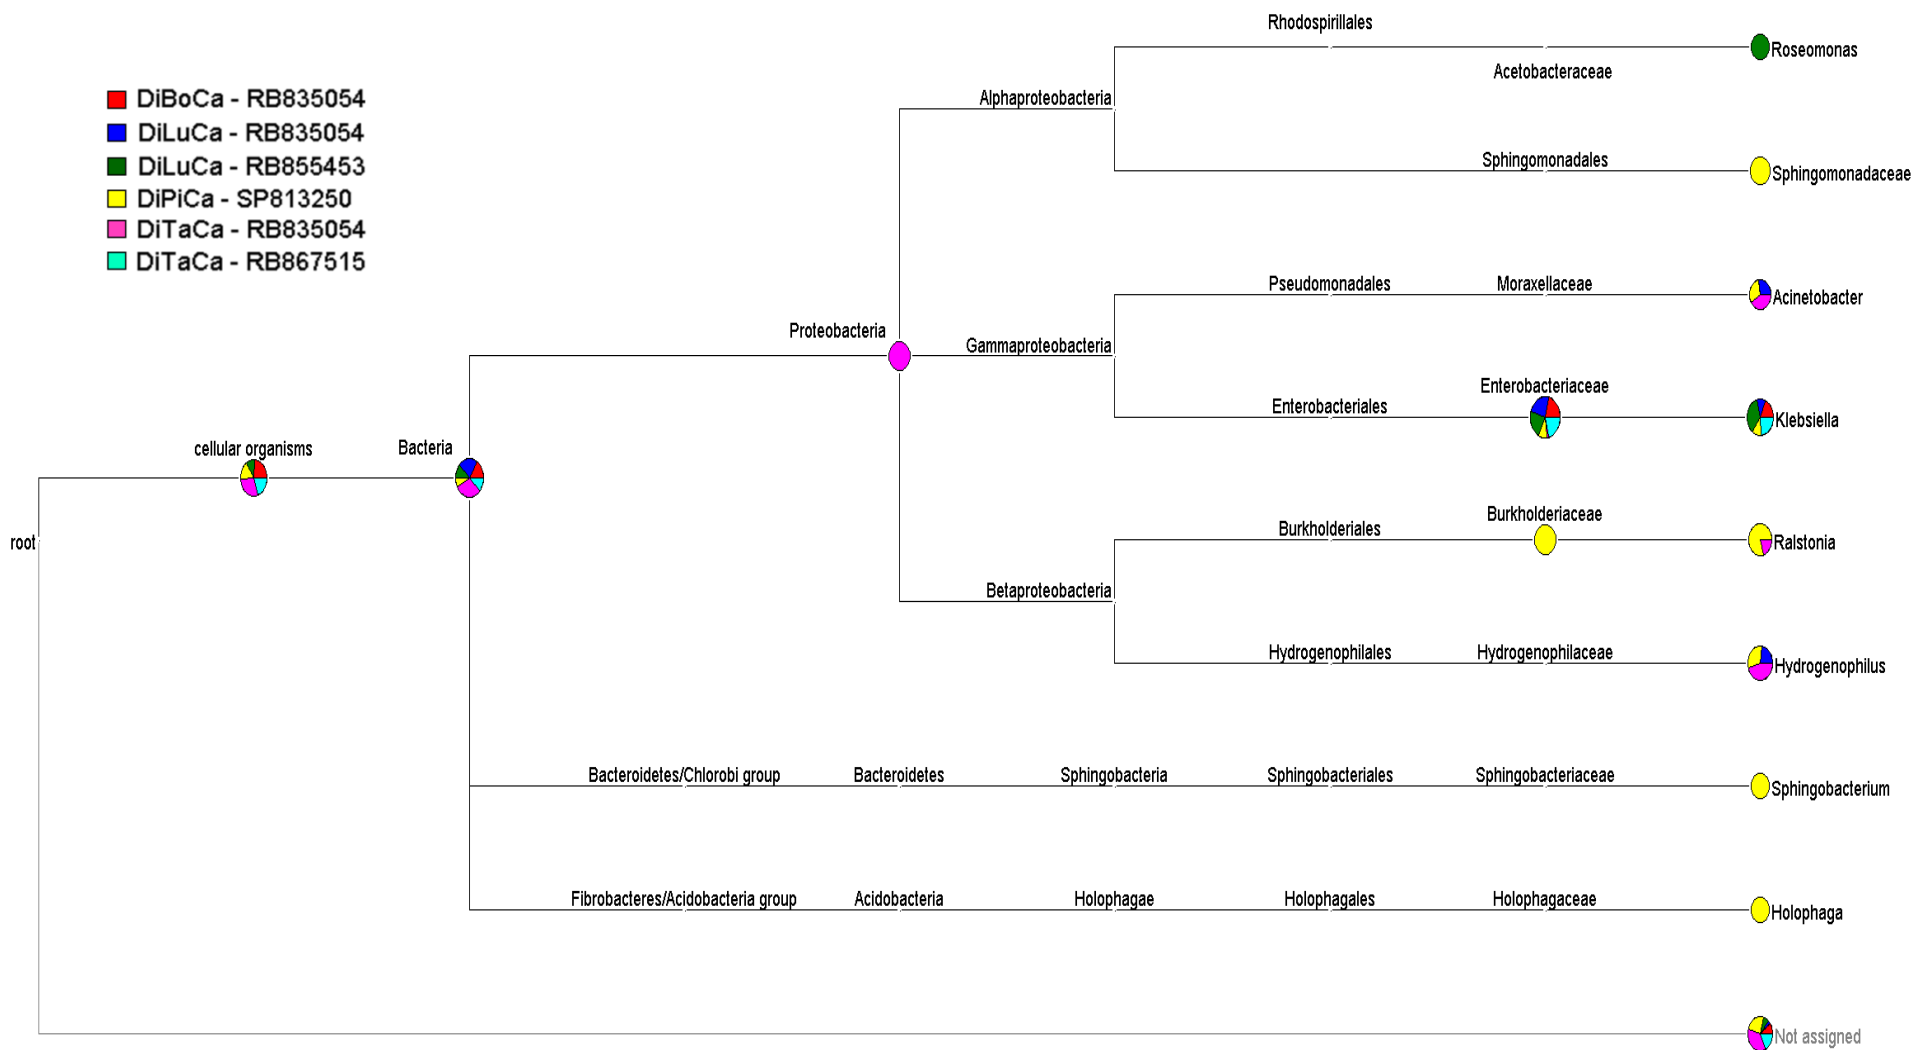 Rhodospirillales
Roseomonas
Acetobacteraceae
DiBoCa - RB835054
DiLuCa - RB835054
DiLuCa - RB855453
DiPiCa - SP813250
DiTaCa - RB835054
DiTaCa - RB867515
Alphaproteobacteria
Sphingomonadales
Sphingomonadaceae
Pseudomonadales
Moraxellaceae
Acinetobacter
Proteobacteria
Gammaproteobacteria
Enterobacteriaceae
Enterobacteriales
Klebsiella
cellular organisms
Bacteria
root
Burkholderiales
Burkholderiaceae
Ralstonia
Betaproteobacteria
Hydrogenophilales
Hydrogenophilaceae
Hydrogenophilus
Bacteroidetes/Chlorobi group
Bacteroidetes
Sphingobacteria
Sphingobacteriales
Sphingobacteriaceae
Sphingobacterium
Fibrobacteres/Acidobacteria group
Acidobacteria
Holophagae
Holophagales
Holophagaceae
Holophaga
Not assigned